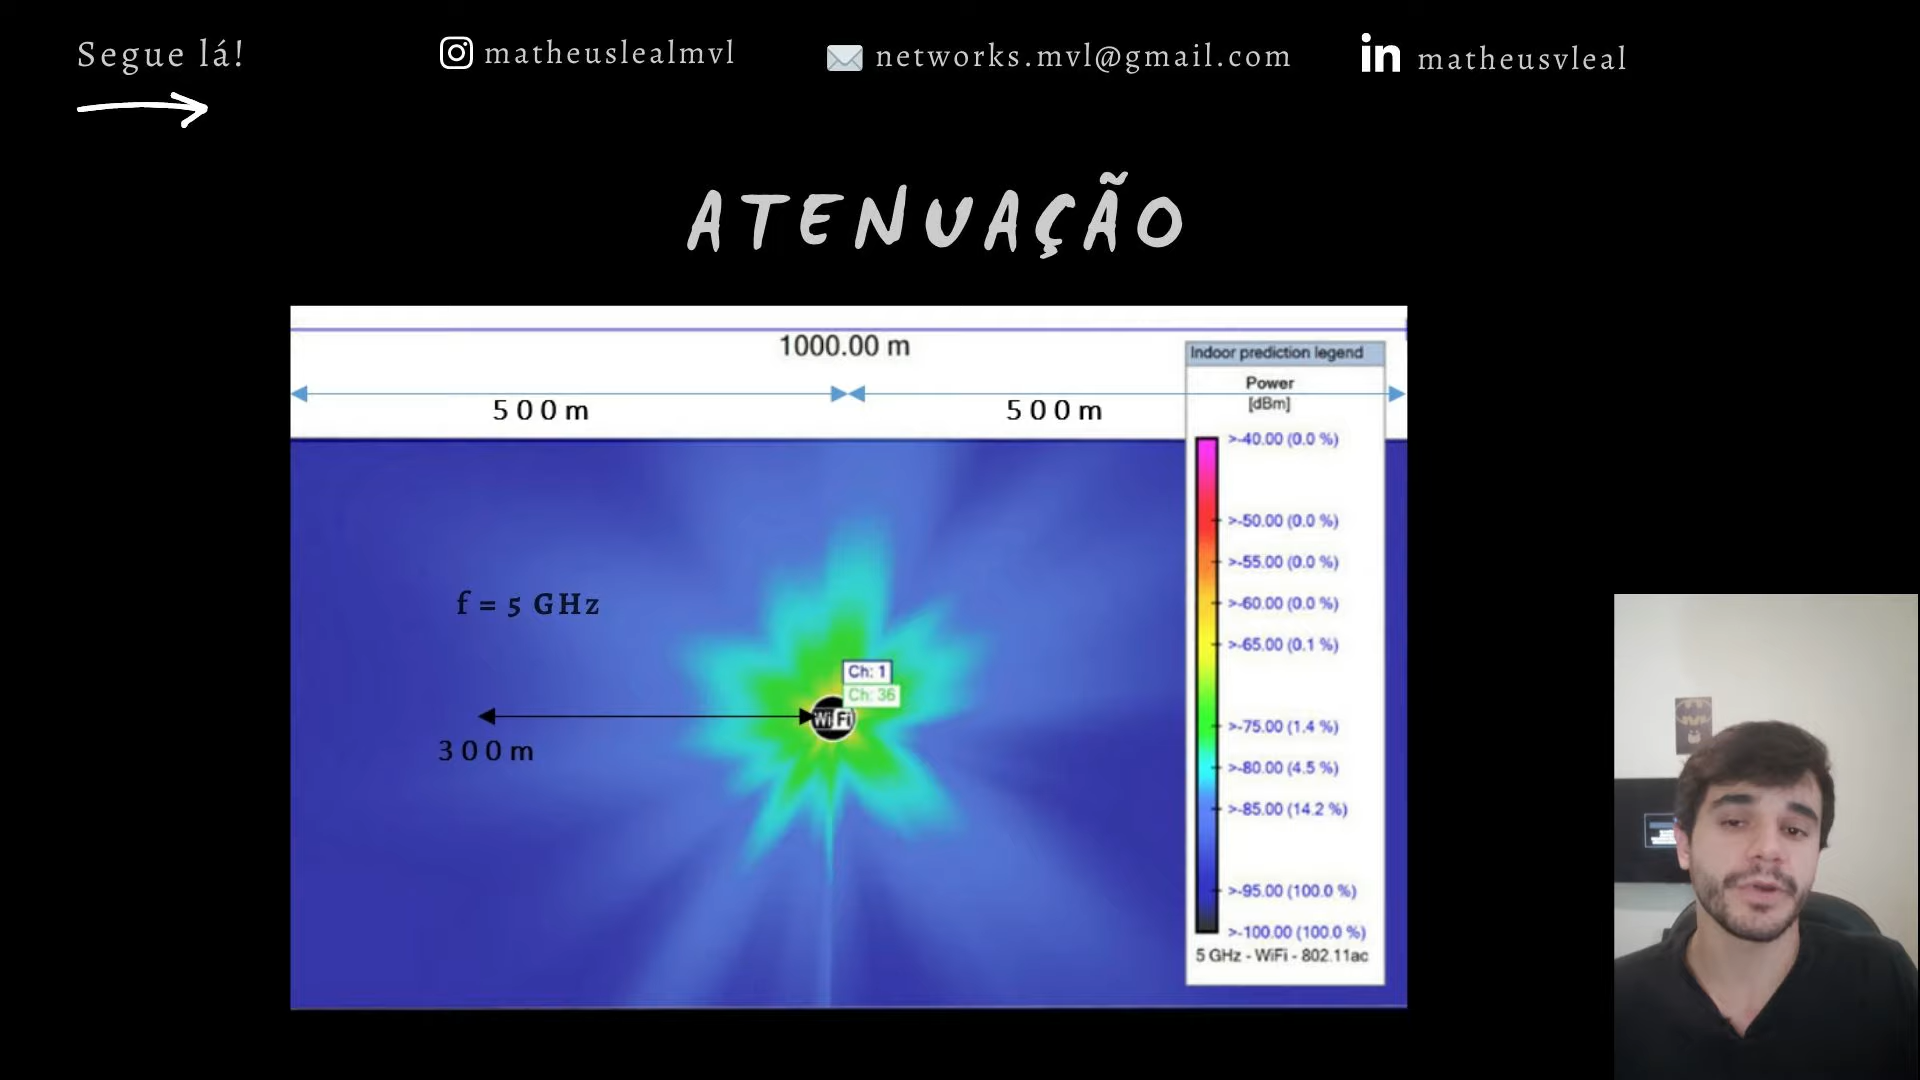 Segue lá!
matheuslealmvl
networks.mvl@gmail.com
in matheusvleal
ATENUAÇÃO
1000.00 m
500m
500m
Indoor prediction legend
Power
[dBm]
>-40.00 (0.0 %)
>-50.00 (0.0 %)
>-55.00 (0.0 %)
>-60.00 (0.0 %)
>-65.00 (0.1 %)
>-75.00 (1.4 %)
>-80.00 (4.5 %)
>-85.00 (14.2 %)
>-95.00 (100.0 %)
>-100.00 (100.0 %)
5 GHz - WiFi - 802.11ac
f = 5 GHz
Ch: 1
Ch: 36
WiFi
300m